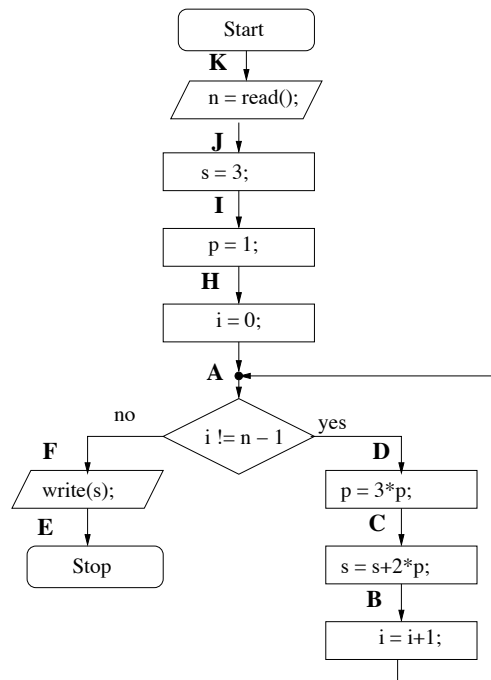 Start
K
n = read();
J
s = 3;
I
p = 1;
H
i = 0;
A
no
i != n − 1
yes
F
D
write(s);
p = 3*p;
E
C
Stop
s = s+2*p;
B
i = i+1;